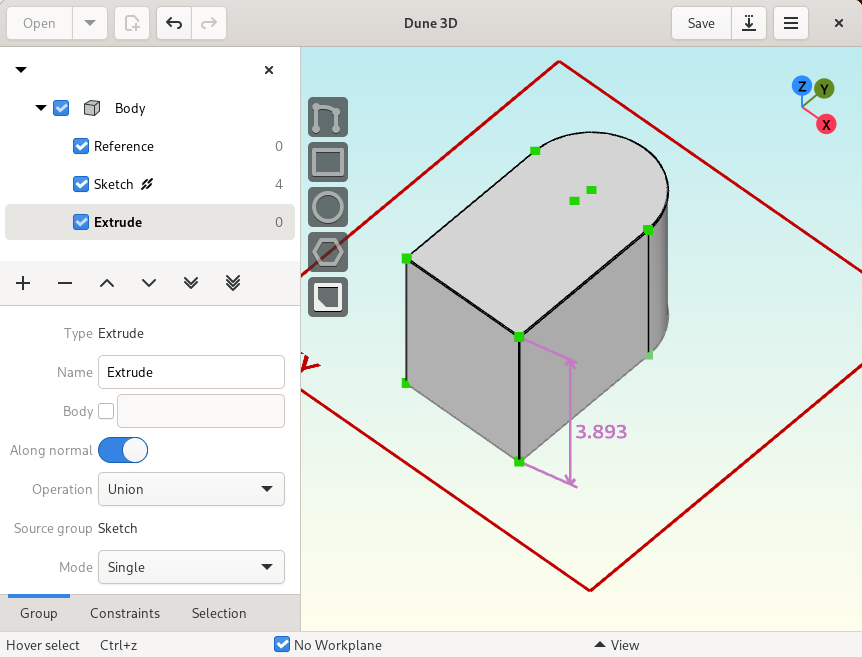 Open
Dune 3D
Save
Body
Reference 0
Sketch 4
Extrude 0
Type Extrude
Name Extrude
Body
Along normal
Operation Union
Source group Sketch
Mode Single
Group Constraints Selection
Hover select Ctrl+z No Workplane View
Z Y
X
Y
3.893